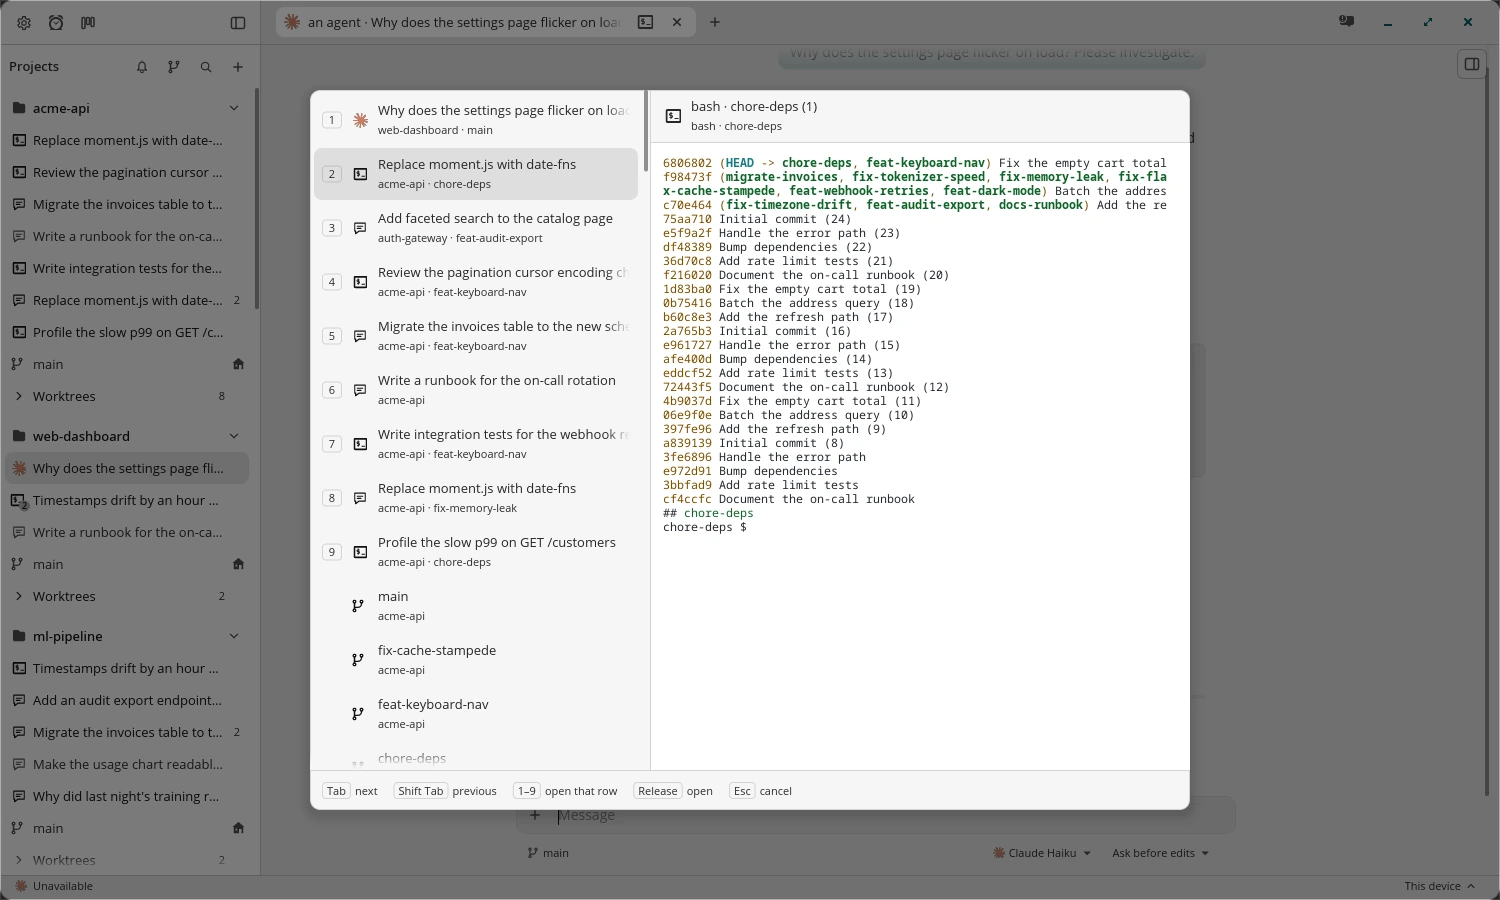 an agent · Why does the settings page flicker on loa
Projects
acme-api
Replace moment.js with date-...
Review the pagination cursor ...
Migrate the invoices table to t...
Write a runbook for the on-ca...
Write integration tests for the...
Replace moment.js with date-... 2
Profile the slow p99 on GET /c...
main
Worktrees 8
web-dashboard
Why does the settings page fli...
2 Timestamps drift by an hour ...
Write a runbook for the on-ca...
main
Worktrees 2
ml-pipeline
Timestamps drift by an hour ...
Add an audit export endpoint...
Migrate the invoices table to t... 2
Make the usage chart readabl...
Why did last night's training r...
main
Worktrees 2
Unavailable
Why does the settings page flicker on load? Please investigate.
1 Why does the settings page flicker on loa
web-dashboard · main
2 Replace moment.js with date-fns
acme-api · chore-deps
3 Add faceted search to the catalog page
auth-gateway · feat-audit-export
4 Review the pagination cursor encoding ch
acme-api · feat-keyboard-nav
5 Migrate the invoices table to the new sche
acme-api · feat-keyboard-nav
6 Write a runbook for the on-call rotation
acme-api
7 Write integration tests for the webhook re
acme-api · feat-keyboard-nav
8 Replace moment.js with date-fns
acme-api · fix-memory-leak
9 Profile the slow p99 on GET /customers
acme-api · chore-deps
main
acme-api
fix-cache-stampede
acme-api
feat-keyboard-nav
acme-api
chore-deps
bash · chore-deps (1)
bash · chore-deps
6806802 (HEAD -> chore-deps, feat-keyboard-nav) Fix the empty cart total
f98473f (migrate-invoices, fix-tokenizer-speed, fix-memory-leak, fix-fla
x-cache-stampede, feat-webhook-retries, feat-dark-mode) Batch the addres
c70e464 (fix-timezone-drift, feat-audit-export, docs-runbook) Add the re
75aa710 Initial commit (24)
e5f9a2f Handle the error path (23)
df48389 Bump dependencies (22)
36d70c8 Add rate limit tests (21)
f216020 Document the on-call runbook (20)
1d83ba0 Fix the empty cart total (19)
0b75416 Batch the address query (18)
b60c8e3 Add the refresh path (17)
2a765b3 Initial commit (16)
e961727 Handle the error path (15)
afe400d Bump dependencies (14)
eddcf52 Add rate limit tests (13)
72443f5 Document the on-call runbook (12)
4b9037d Fix the empty cart total (11)
06e9f0e Batch the address query (10)
397fe96 Add the refresh path (9)
a839139 Initial commit (8)
3fe6896 Handle the error path
e972d91 Bump dependencies
3bbfad9 Add rate limit tests
cf4ccfc Document the on-call runbook
## chore-deps
chore-deps $
Tab next Shift Tab previous 1–9 open that row Release open Esc cancel
Message
main Claude Haiku Ask before edits
This device